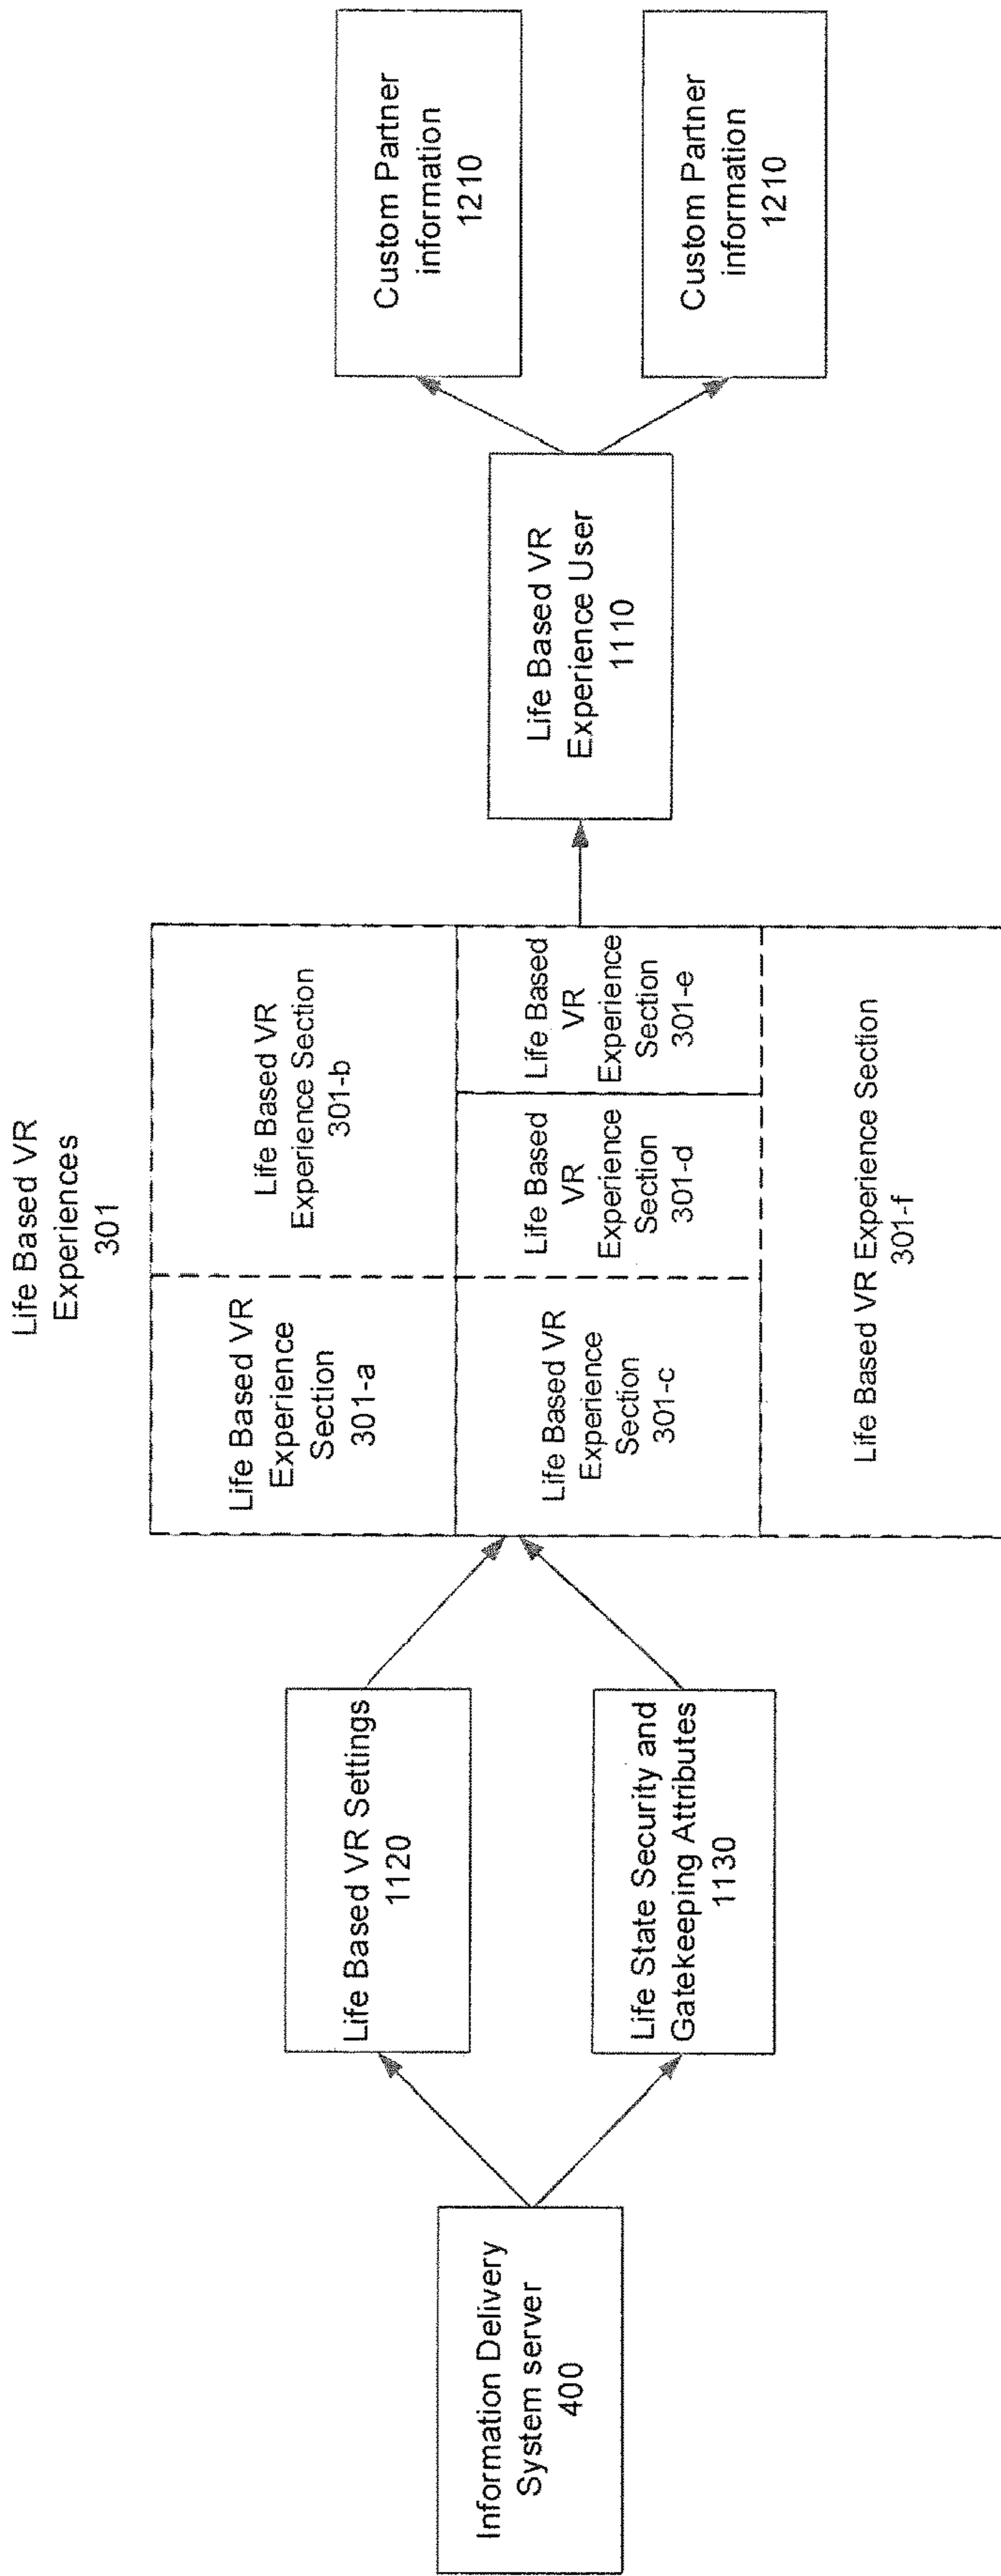 Life Based VR
Experiences
301
Information Delivery
System server
400
Life Based VR Settings
1120
Life State Security and
Gatekeeping Attributes
1130
Life Based VR
Experience
Section
301-a
Life Based VR
Experience Section
301-b
Life Based VR
Experience
Section
301-c
Life Based
VR
Experience
Section
301-d
Life Based
VR
Experience
Section
301-e
Life Based VR Experience Section
301-f
Life Based VR
Experience User
1110
Custom Partner
information
1210
Custom Partner
information
1210